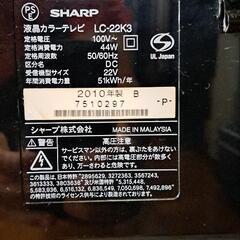 SHARP
液晶カラーテレビ LC-22K3
定格電圧 100V~
定格消費電力 44W
定格周波数 50/60Hz
区分名 DC
受信機型サイズ 22V
年間消費電力量 51kWh/年
UL Japan
2010年製 B
7510297
-P-
シャープ株式会社 MADE IN MALAYSIA
高圧注意
サービスマン以外の方は、裏ぶたをあけないで
ください。内部には高電圧部分が数多く
あり、万一さわると危険です。